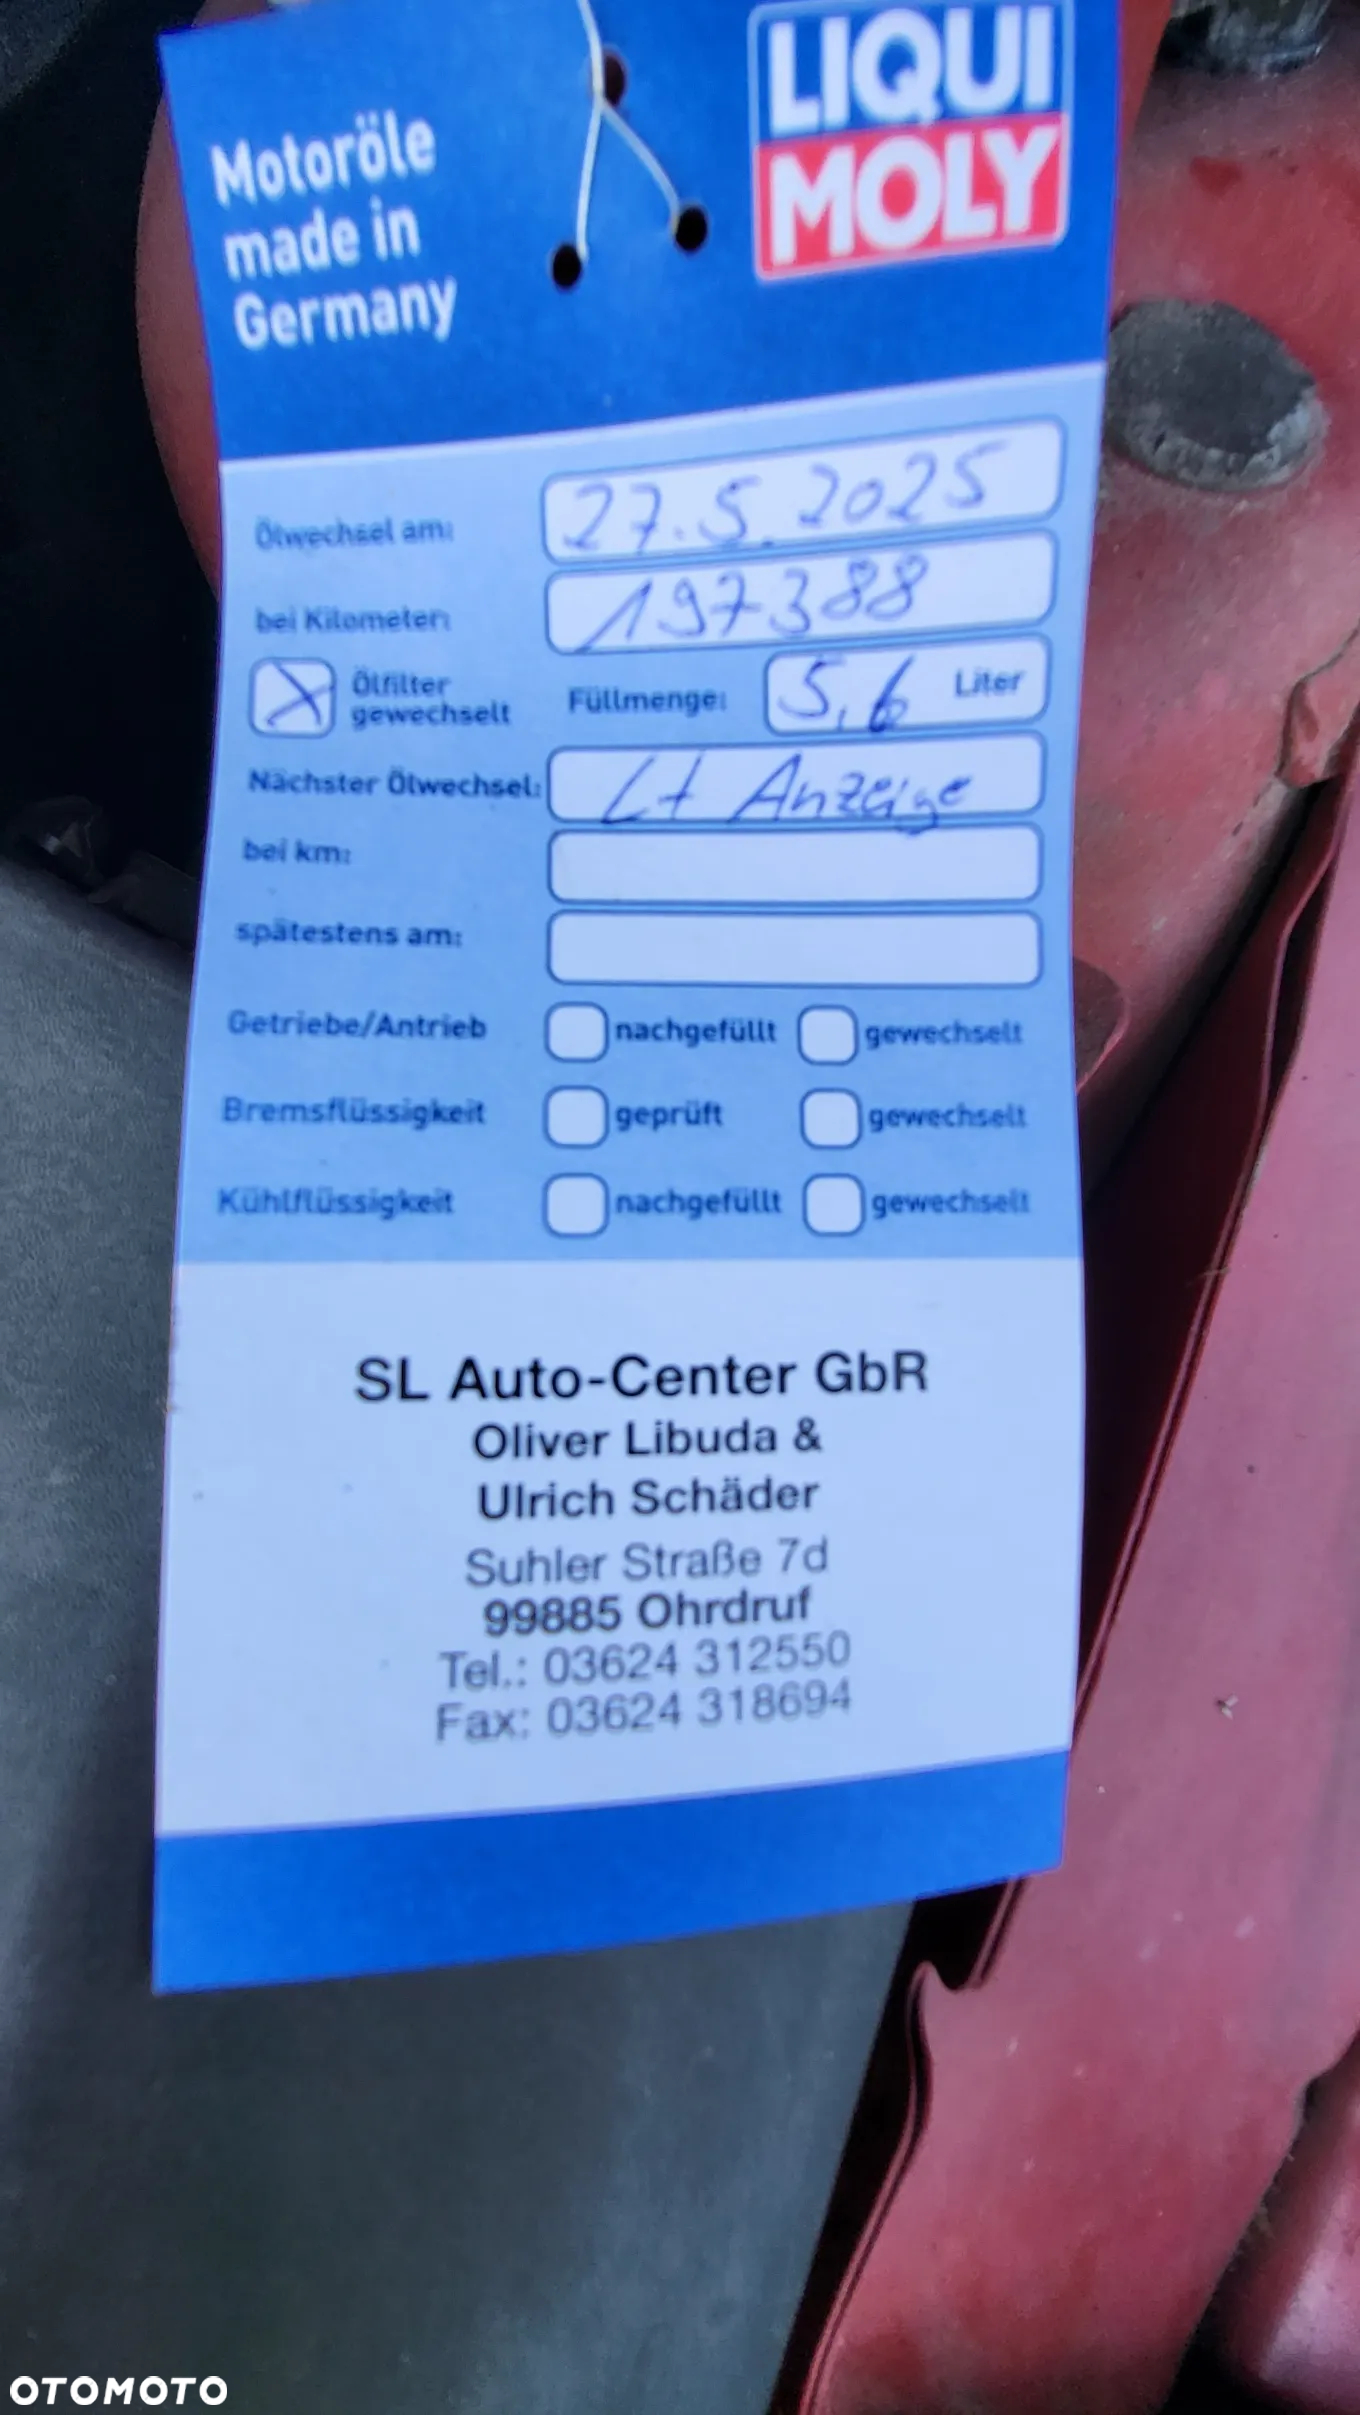 Motoröle
made in
Germany
LIQUI
MOLY
Ölwechsel am: 27.5.2025
bei Kilometer: 197388
Ölfilter
gewechselt
Füllmenge: 5,6 Liter
Nächster Ölwechsel: Lt Anzeige
bei km:
spätestens am:
Getriebe/Antrieb nachgefüllt gewechselt
Bremsflüssigkeit geprüft gewechselt
Kühlflüssigkeit nachgefüllt gewechselt
SL Auto-Center GbR
Oliver Libuda &
Ulrich Schäder
Suhler Straße 7d
99885 Ohrdruf
Tel.: 03624 312550
Fax: 03624 318694
OTOMOTO